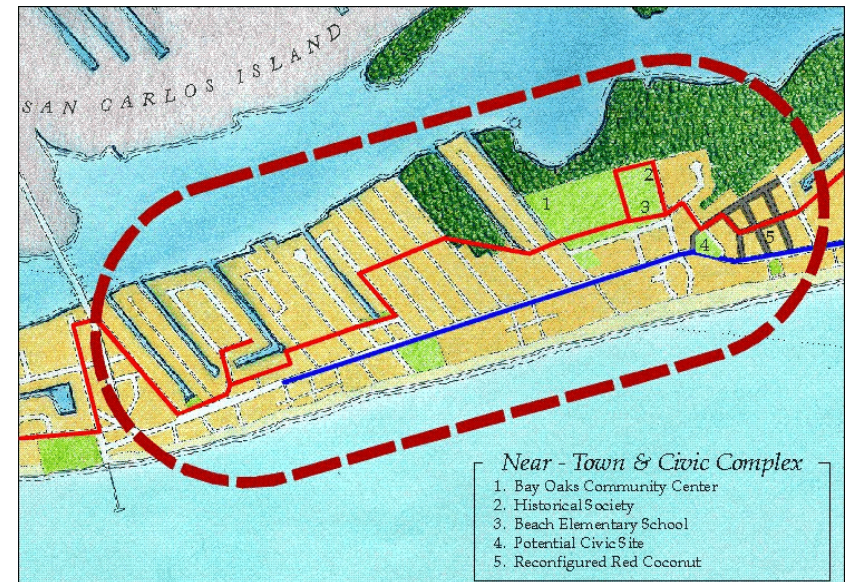 SAN CARLOS ISLAND
1
2
3
4
5
Near - Town & Civic Complex
1. Bay Oaks Community Center
2. Historical Society
3. Beach Elementary School
4. Potential Civic Site
5. Reconfigured Red Coconut